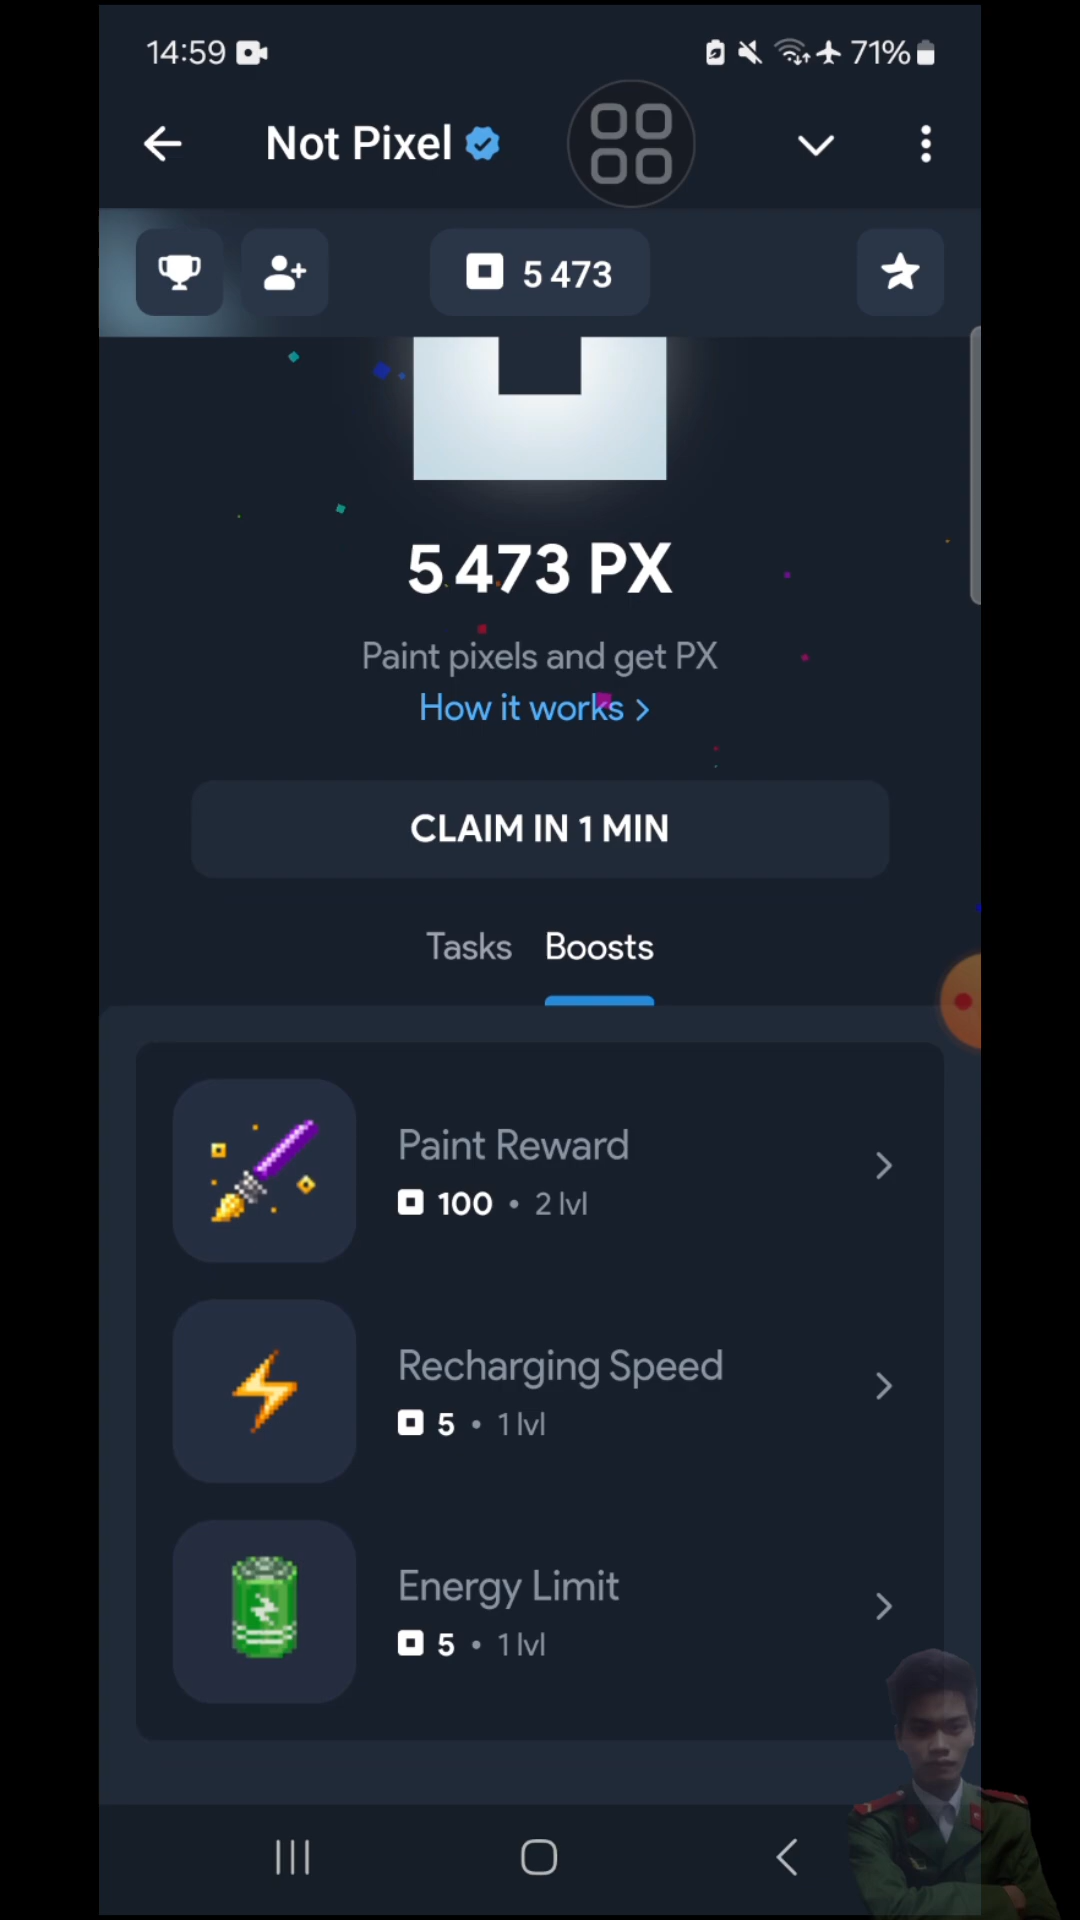 14:59
71%
Not Pixel
5 473
5 473 PX
Paint pixels and get PX
How it works
CLAIM IN 1 MIN
Tasks Boosts
Paint Reward
100 • 2 lvl
Recharging Speed
5 • 1 lvl
Energy Limit
5 • 1 lvl